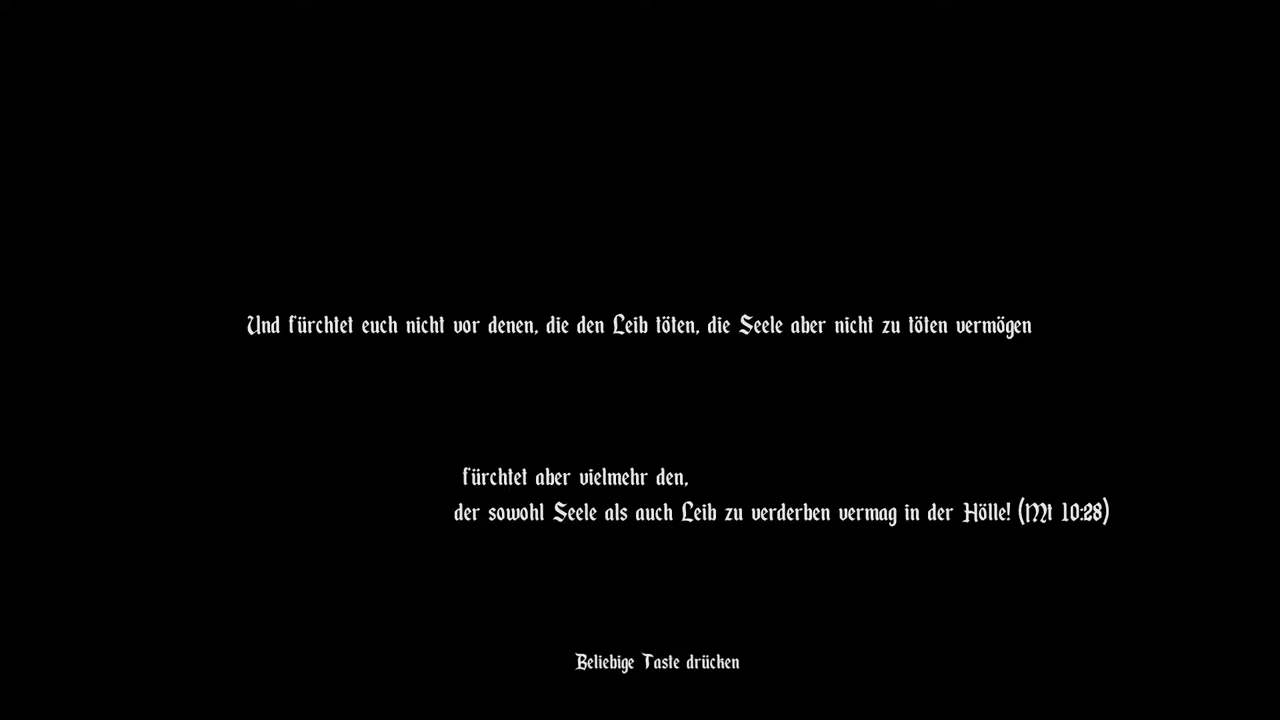 Und fürchtet euch nicht vor denen, die den Leib töten, die Seele aber nicht zu töten vermögen
fürchtet aber vielmehr den,
der sowohl Seele als auch Leib zu verderben vermag in der Hölle! (Mt 10:28)
Beliebige Taste drücken